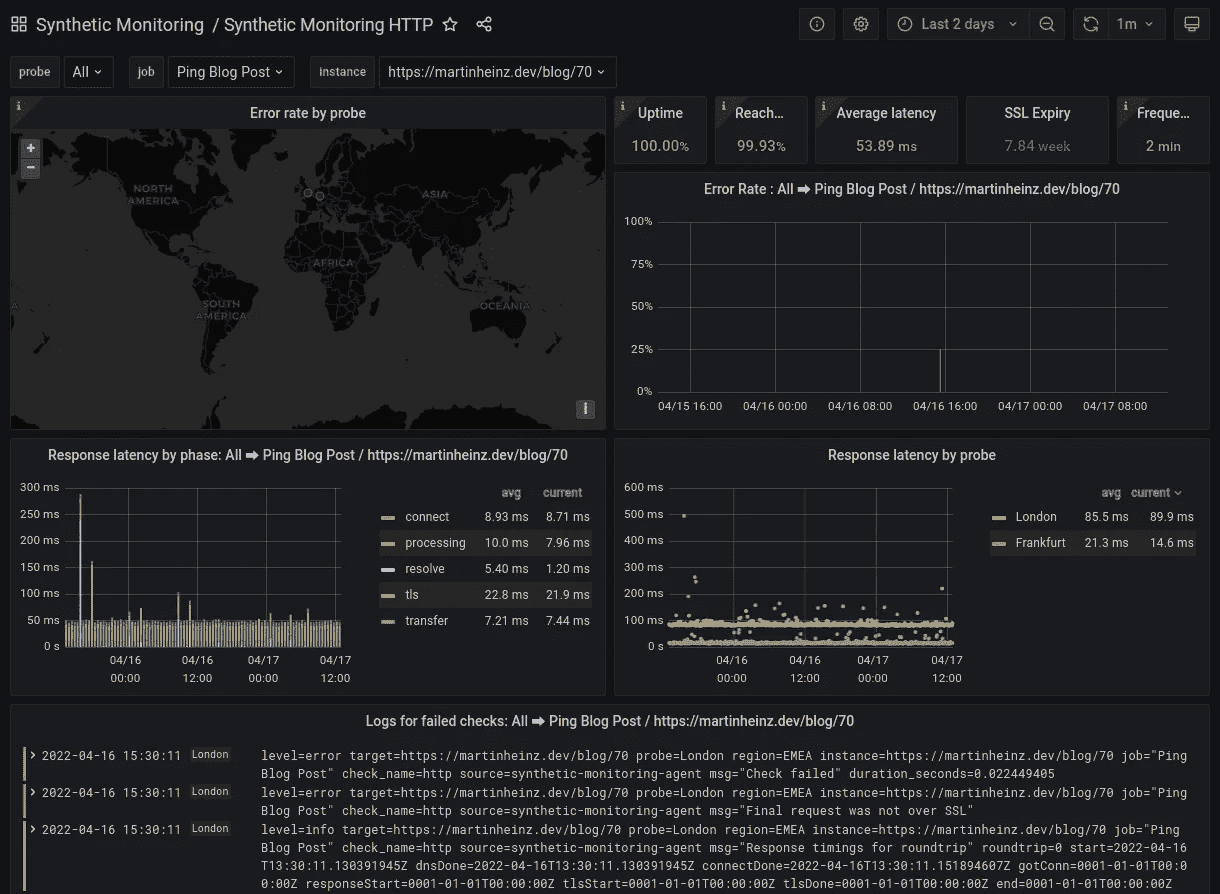 Synthetic Monitoring / Synthetic Monitoring HTTP
Last 2 days
1m
probe All job Ping Blog Post instance https://martinheinz.dev/blog/70
Error rate by probe
+
−
NORTH
AMERICA
ASIA
AFRICA
SOUTH
AMERICA
OCEANIA
A
i
Uptime
100.00%
Reach...
99.93%
Average latency
53.89 ms
SSL Expiry
7.84 week
Freque...
2 min
Error Rate : All ➡ Ping Blog Post / https://martinheinz.dev/blog/70
100%
75%
50%
25%
0%
04/15 16:00 04/16 00:00 04/16 08:00 04/16 16:00 04/17 00:00 04/17 08:00
Response latency by phase: All ➡ Ping Blog Post / https://martinheinz.dev/blog/70
300 ms
250 ms
200 ms
150 ms
100 ms
50 ms
0 s
04/16 04/16 04/17 04/17
00:00 12:00 00:00 12:00
avg current
connect 8.93 ms 8.71 ms
processing 10.0 ms 7.96 ms
resolve 5.40 ms 1.20 ms
tls 22.8 ms 21.9 ms
transfer 7.21 ms 7.44 ms
Response latency by probe
600 ms
500 ms
400 ms
300 ms
200 ms
100 ms
0 s
04/16 04/16 04/17 04/17
00:00 12:00 00:00 12:00
avg current
London 85.5 ms 89.9 ms
Frankfurt 21.3 ms 14.6 ms
Logs for failed checks: All ➡ Ping Blog Post / https://martinheinz.dev/blog/70
2022-04-16 15:30:11 London level=error target=https://martinheinz.dev/blog/70 probe=London region=EMEA instance=https://martinheinz.dev/blog/70 job="Ping
Blog Post" check_name=http source=synthetic-monitoring-agent msg="Check failed" duration_seconds=0.022449405
2022-04-16 15:30:11 London level=error target=https://martinheinz.dev/blog/70 probe=London region=EMEA instance=https://martinheinz.dev/blog/70 job="Ping
Blog Post" check_name=http source=synthetic-monitoring-agent msg="Final request was not over SSL"
2022-04-16 15:30:11 London level=info target=https://martinheinz.dev/blog/70 probe=London region=EMEA instance=https://martinheinz.dev/blog/70 job="Ping
Blog Post" check_name=http source=synthetic-monitoring-agent msg="Response timings for roundtrip" roundtrip=0 start=2022-04-16
T13:30:11.130391945Z dnsDone=2022-04-16T13:30:11.130391945Z connectDone=2022-04-16T13:30:11.151894607Z gotConn=0001-01-01T00:0
0:00Z responseStart=0001-01-01T00:00:00Z tlsStart=0001-01-01T00:00:00Z tlsDone=0001-01-01T00:00:00Z end=0001-01-01T00:00:00Z